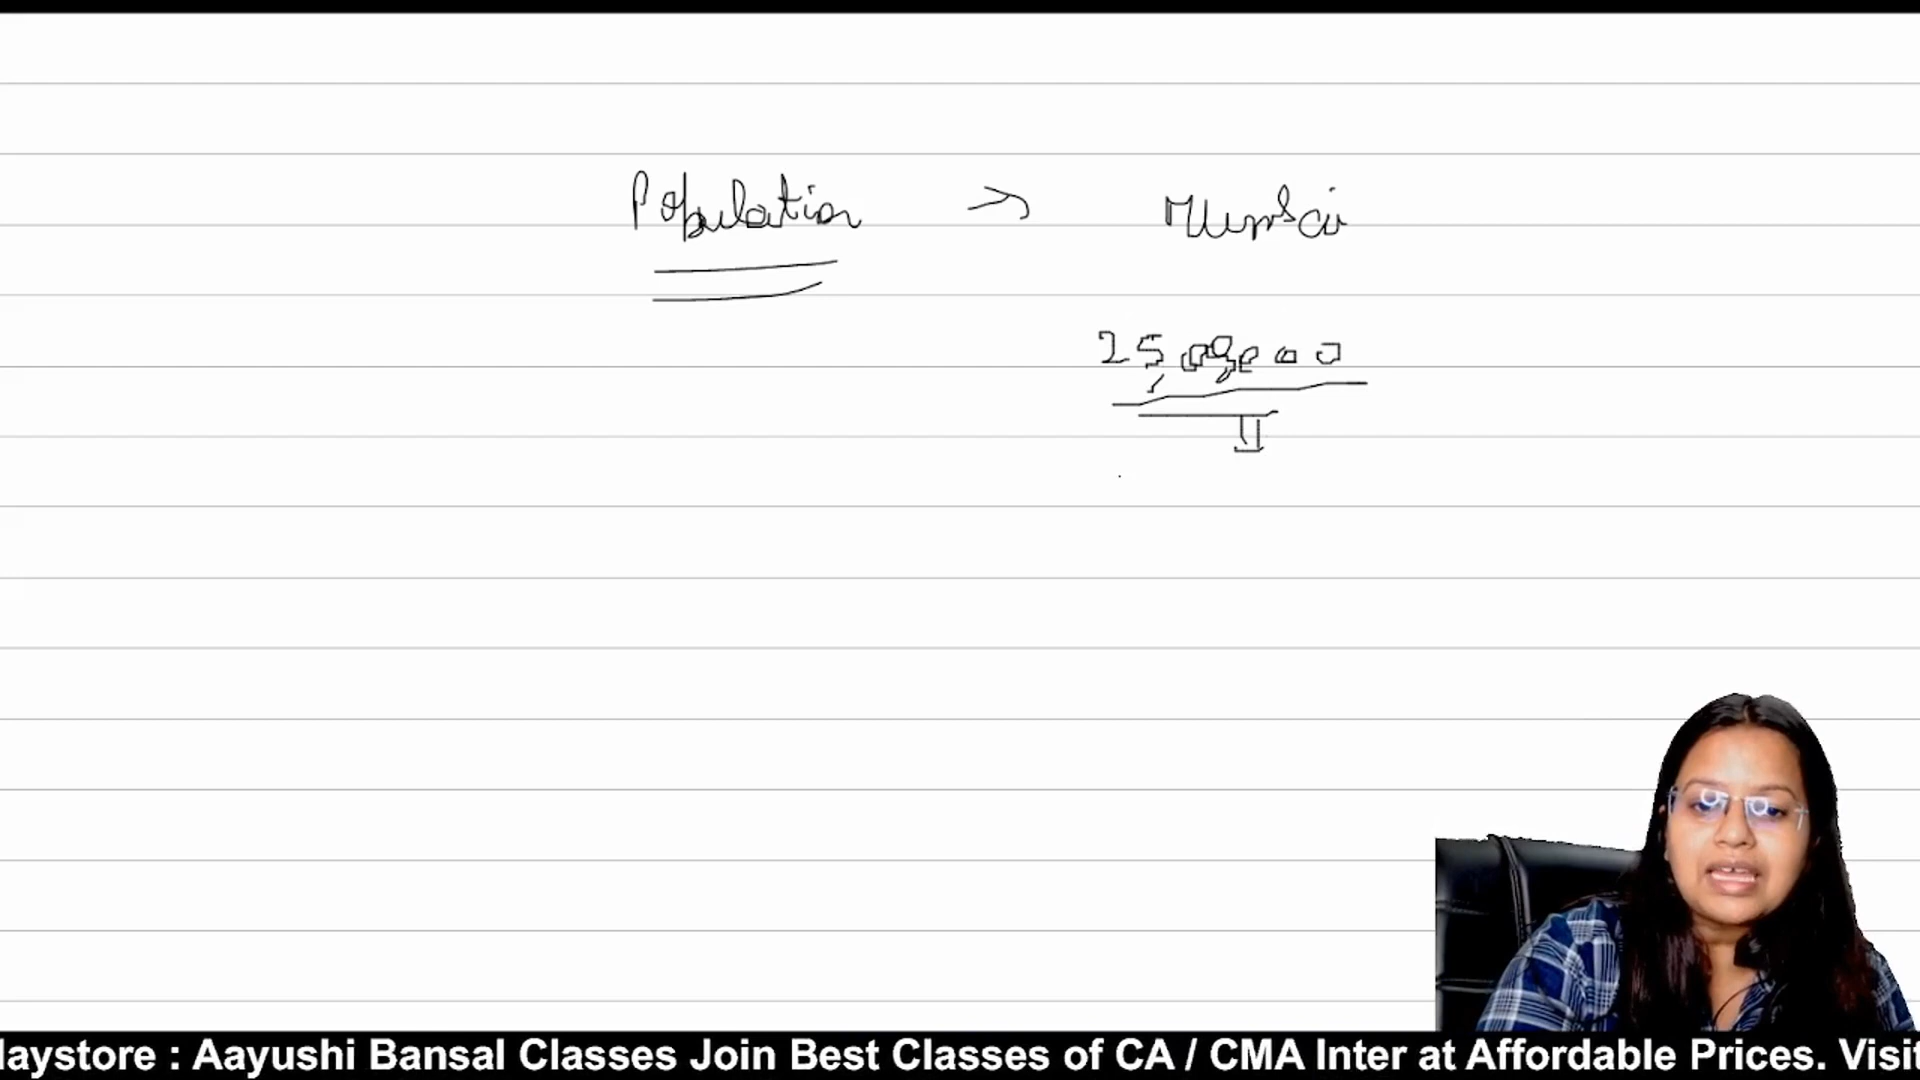 Population → Mumbai
25,00,000
laystore : Aayushi Bansal Classes Join Best Classes of CA / CMA Inter at Affordable Prices. Visit